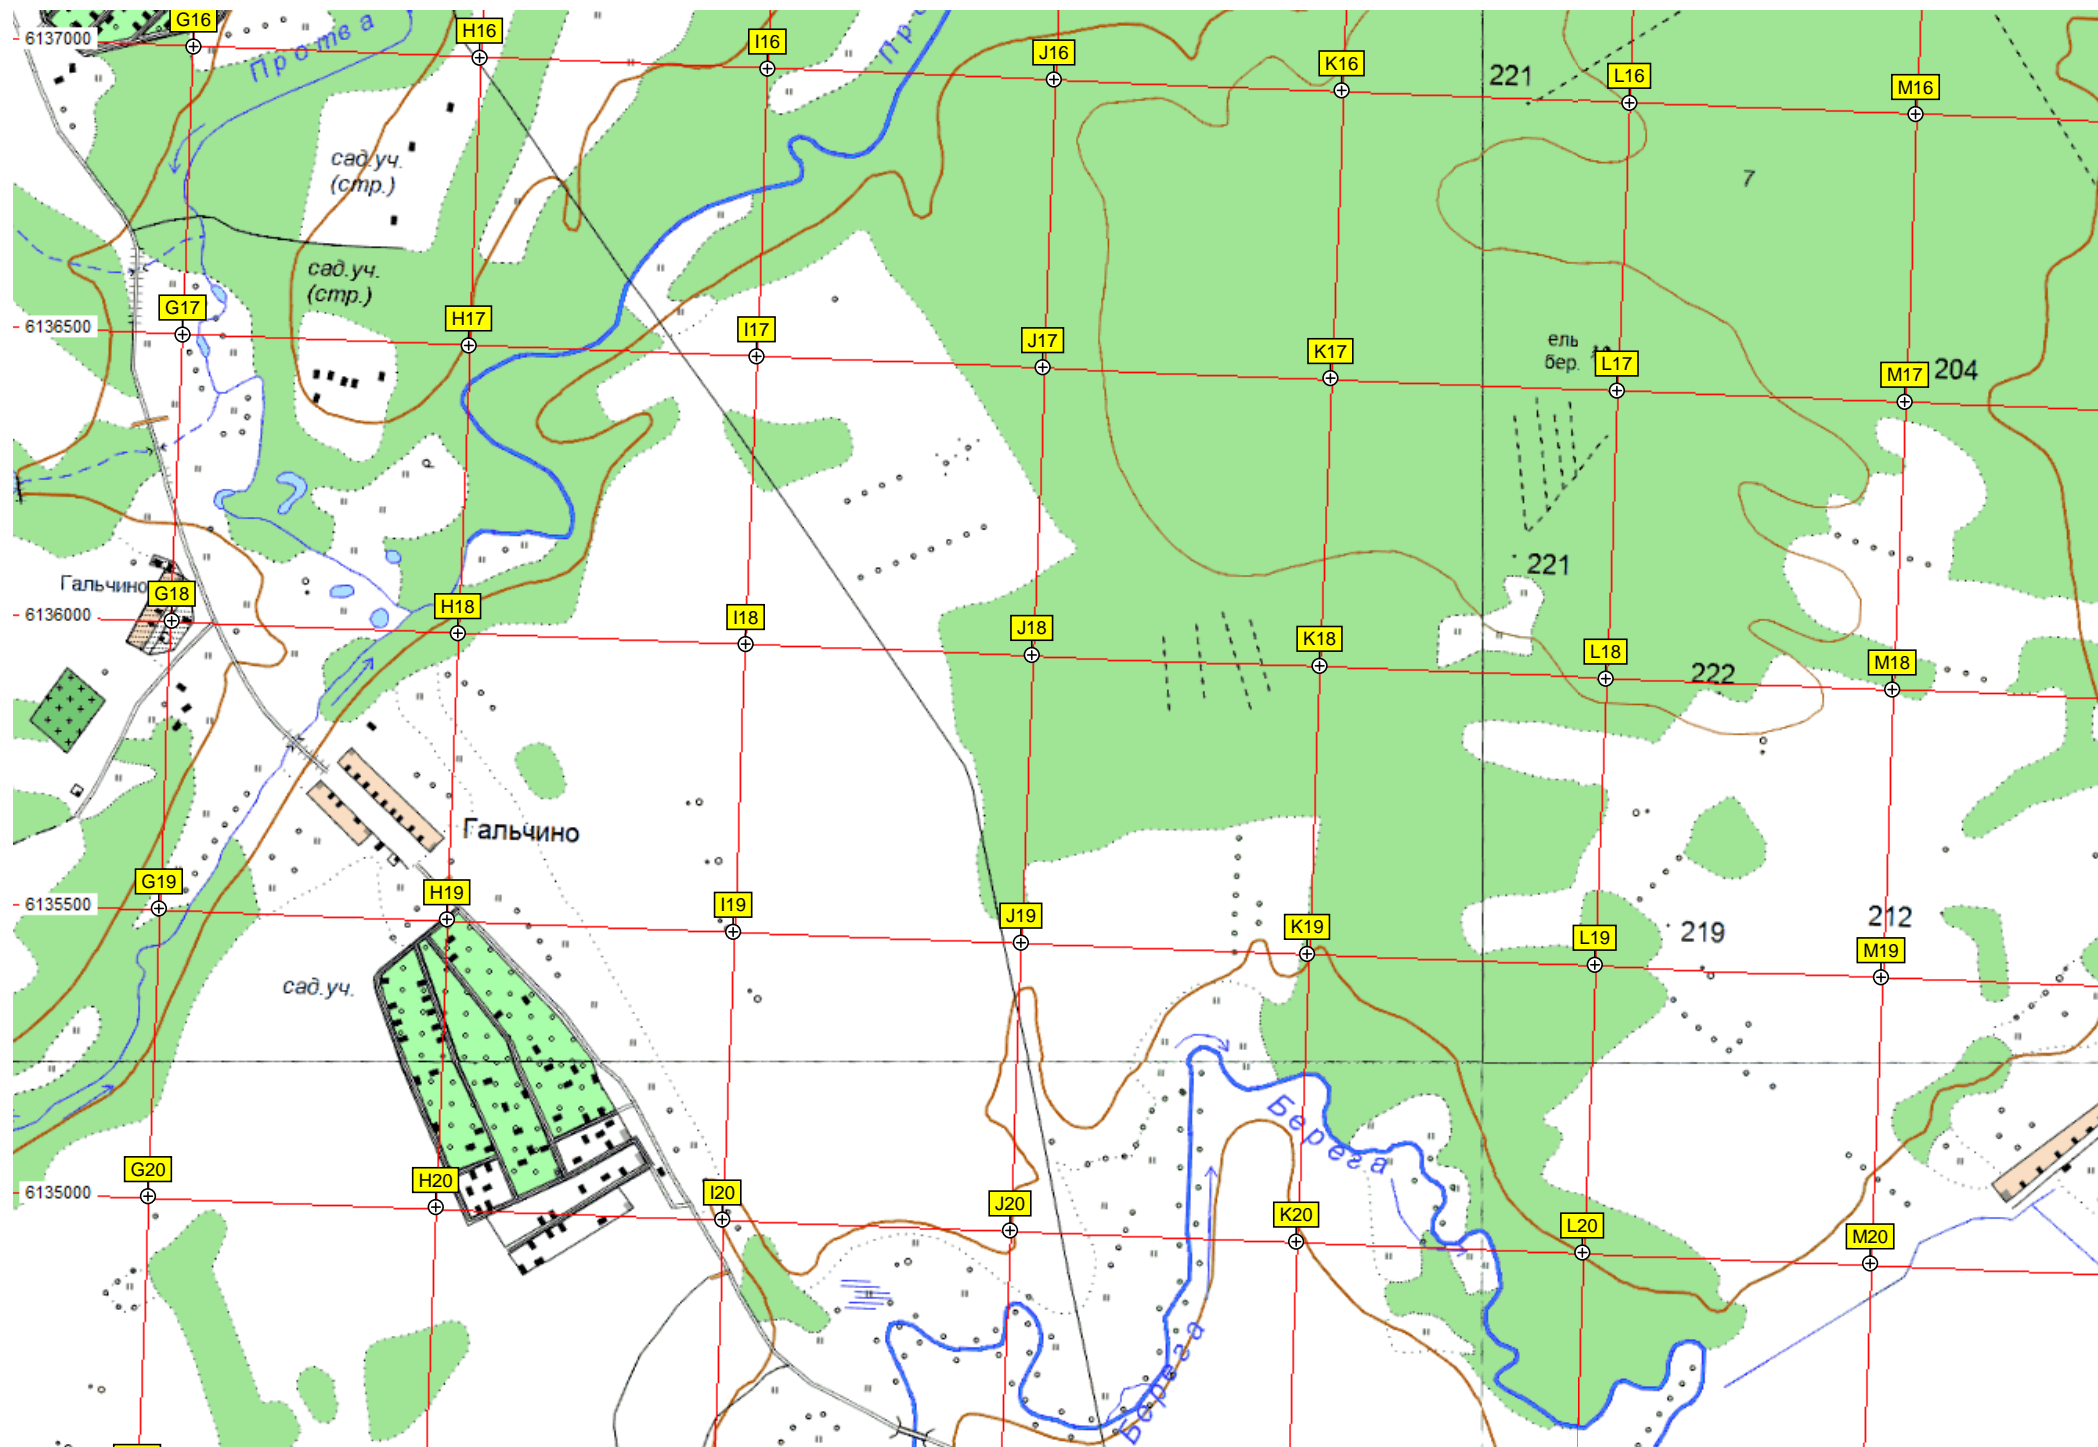 G16
H16
I16
J16
K16
L16
M16
6137000
Протва
Про
221
сад.уч.
(стр.)
7
сад.уч.
(стр.)
G17
H17
I17
J17
K17
L17
M17
6136500
ель
бер.
204
221
Гальчино
G18
H18
I18
J18
K18
L18
M18
6136000
222
Гальчино
G19
H19
I19
J19
K19
L19
M19
6135500
219
212
сад.уч.
Берега
G20
H20
I20
J20
K20
L20
M20
6135000
Берега